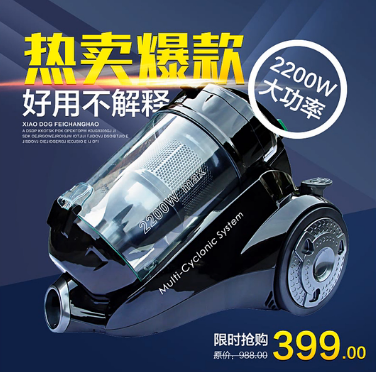 热卖爆款
好用不解释
2200W
大功率
XIAO DOG FEICHANGHAO
2200W-max
Multi-Cyclonic System
限时抢购
原价：988.00
399.00